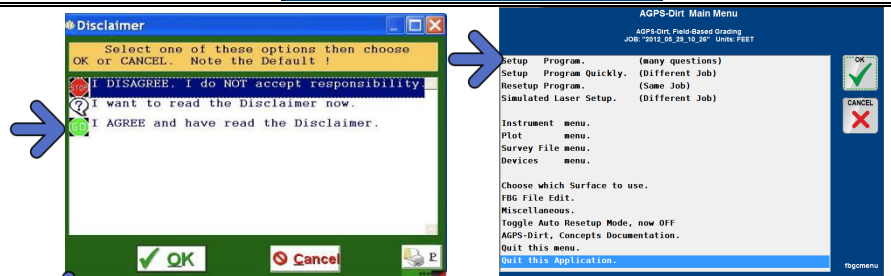 Disclaimer
Select one of these options then choose
OK or CANCEL. Note the Default !
STOP I DISAGREE. I do NOT accept responsibility.
? I want to read the Disclaimer now.
GO I AGREE and have read the Disclaimer.
OK
Cancel
P
AGPS-Dirt Main Menu
AGPS-Dirt, Field-Based Grading
JOB: "2012_05_29_10_26" Units: FEET
Setup Program. (many questions)
Setup Program Quickly. (Different Job)
Resetup Program. (Same Job)
Simulated Laser Setup. (Different Job)
Instrument menu.
Plot menu.
Survey File menu.
Devices menu.
Choose which Surface to use.
FBG File Edit.
Miscellaneous.
Toggle Auto Resetup Mode, now OFF
AGPS-Dirt, Concepts Documentation.
Quit this menu.
Quit this Application.
OK
CANCEL
fbgcmenu